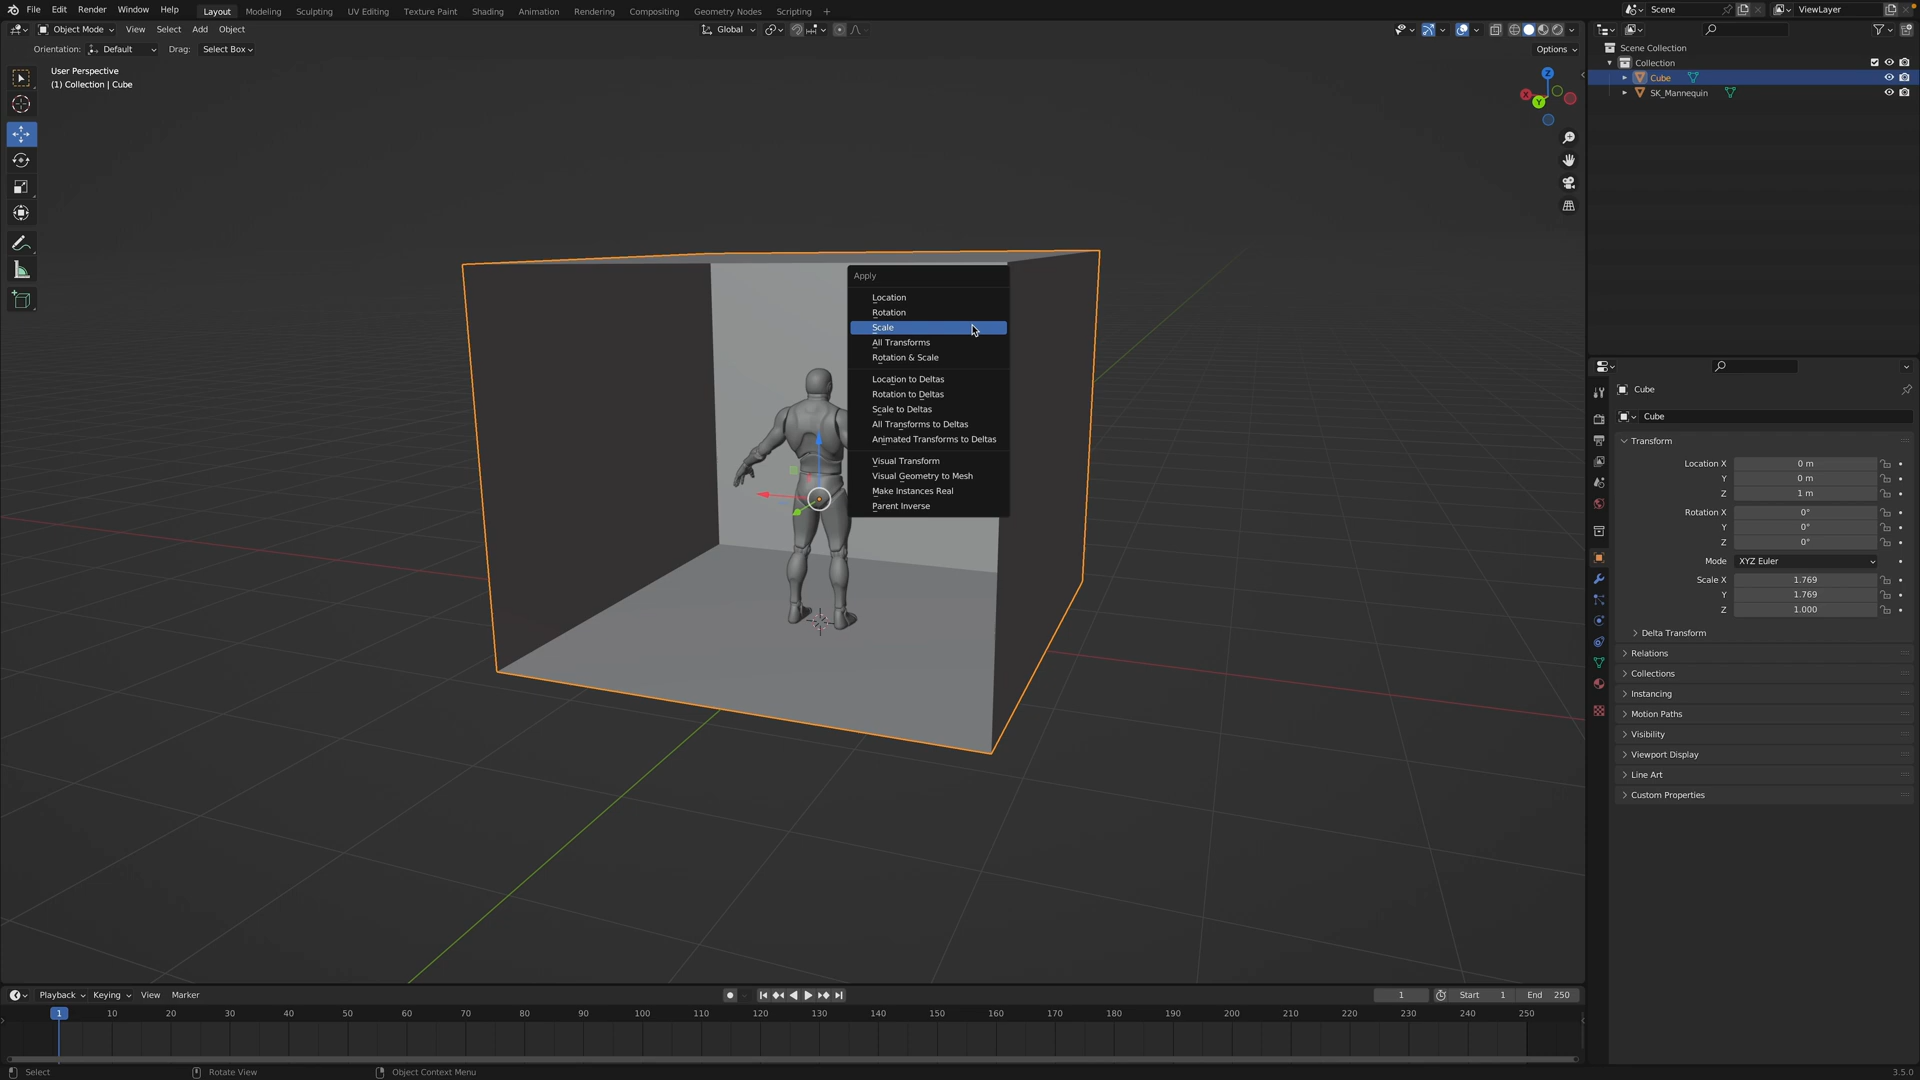 File Edit Render Window Help Layout Modeling Sculpting UV Editing Texture Paint Shading Animation Rendering Compositing Geometry Nodes Scripting + Scene ViewLayer
Object Mode View Select Add Object Global
Orientation: Default Drag: Select Box Options
User Perspective
(1) Collection | Cube
Z
X
Y
Apply
Location
Rotation
Scale
All Transforms
Rotation & Scale
Location to Deltas
Rotation to Deltas
Scale to Deltas
All Transforms to Deltas
Animated Transforms to Deltas
Visual Transform
Visual Geometry to Mesh
Make Instances Real
Parent Inverse
Scene Collection
Collection
Cube
SK_Mannequin
Cube
Cube
Transform
Location X 0 m
Y 0 m
Z 1 m
Rotation X 0°
Y 0°
Z 0°
Mode XYZ Euler
Scale X 1.769
Y 1.769
Z 1.000
Delta Transform
Relations
Collections
Instancing
Motion Paths
Visibility
Viewport Display
Line Art
Custom Properties
Playback Keying View Marker 1 Start 1 End 250
1 10 20 30 40 50 60 70 80 90 100 110 120 130 140 150 160 170 180 190 200 210 220 230 240 250
Select Rotate View Object Context Menu 3.5.0